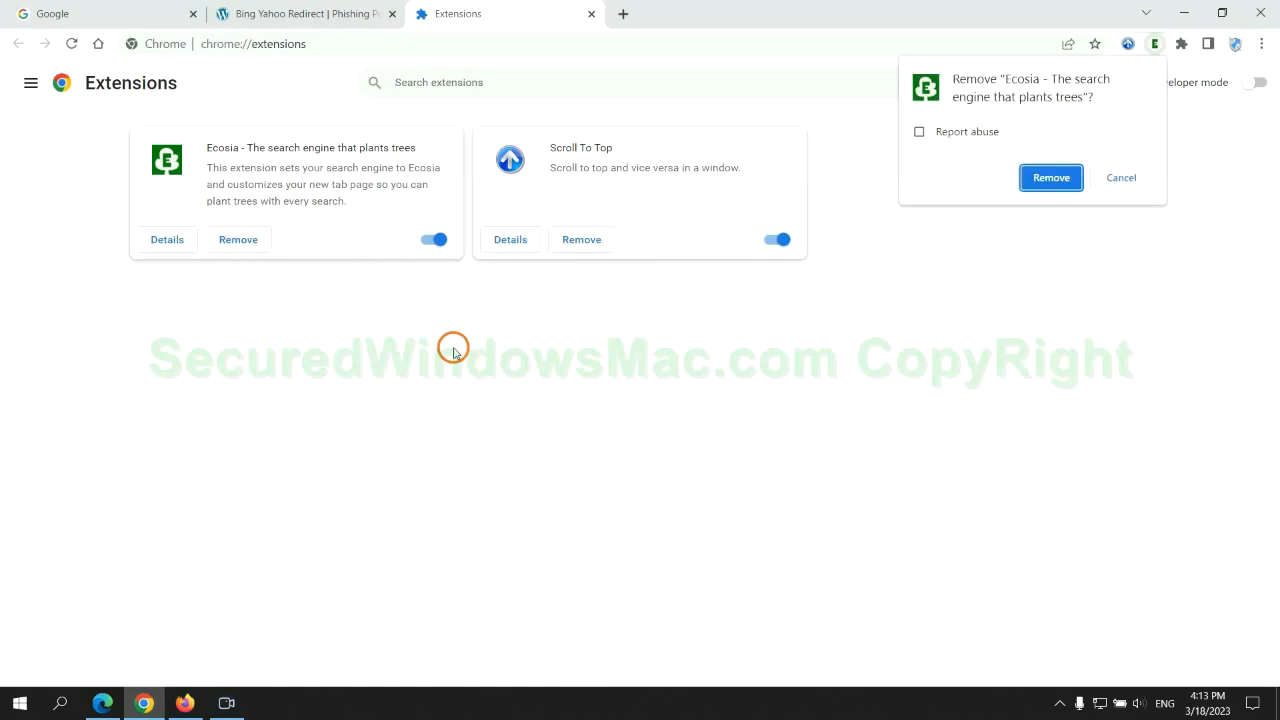 Google
Bing Yahoo Redirect | Phishing Po
Extensions
Chrome
chrome://extensions
Extensions
Search extensions
veloper mode
Remove "Ecosia - The search
engine that plants trees"?
Report abuse
Remove
Cancel
Ecosia - The search engine that plants trees
This extension sets your search engine to Ecosia
and customizes your new tab page so you can
plant trees with every search.
Details
Remove
Scroll To Top
Scroll to top and vice versa in a window.
Details
Remove
SecuredWindowsMac.com CopyRight
ENG
4:13 PM
3/18/2023